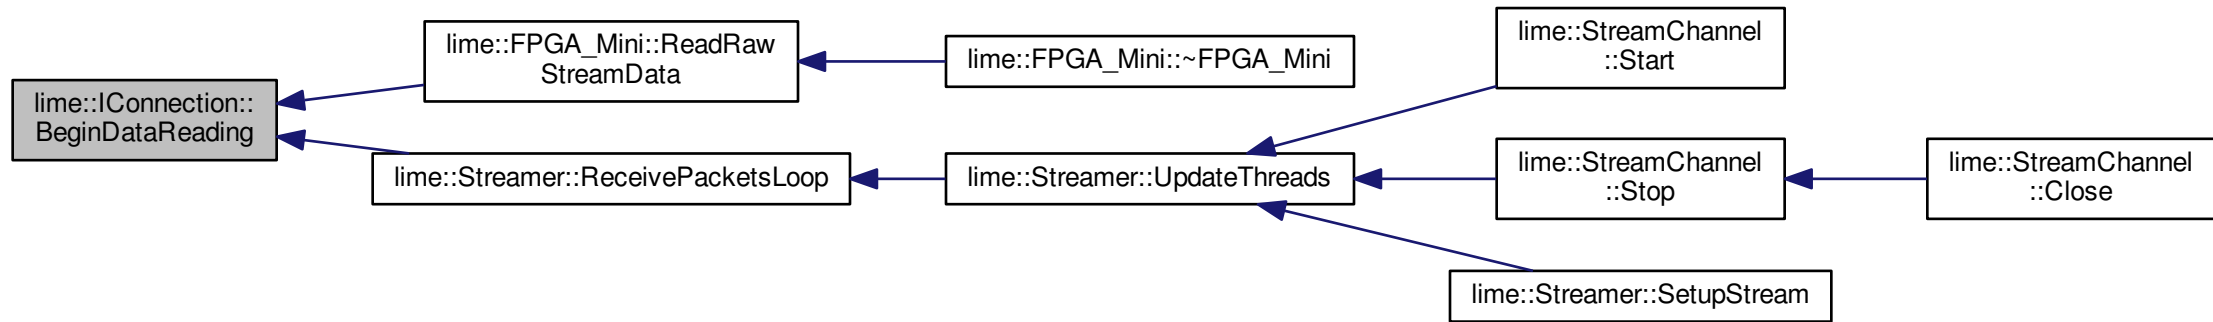 lime::IConnection::
BeginDataReading
lime::FPGA_Mini::ReadRaw
StreamData
lime::FPGA_Mini::~FPGA_Mini
lime::Streamer::ReceivePacketsLoop
lime::Streamer::UpdateThreads
lime::StreamChannel
::Start
lime::StreamChannel
::Stop
lime::StreamChannel
::Close
lime::Streamer::SetupStream